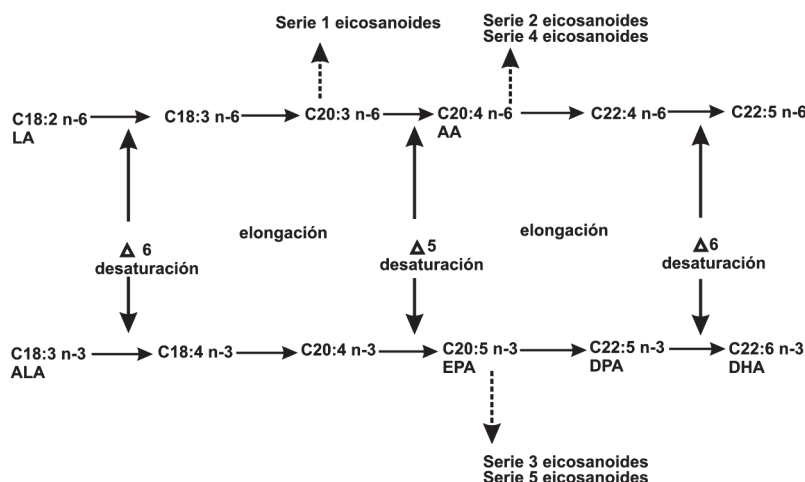 Serie 1 eicosanoides
Serie 2 eicosanoides
Serie 4 eicosanoides
C18:2 n-6
LA
C18:3 n-6
C20:3 n-6
C20:4 n-6
AA
C22:4 n-6
C22:5 n-6
Δ 6
desaturación
elongación
Δ 5
desaturación
elongación
Δ 6
desaturación
C18:3 n-3
ALA
C18:4 n-3
C20:4 n-3
C20:5 n-3
EPA
C22:5 n-3
DPA
C22:6 n-3
DHA
Serie 3 eicosanoides
Serie 5 eicosanoides